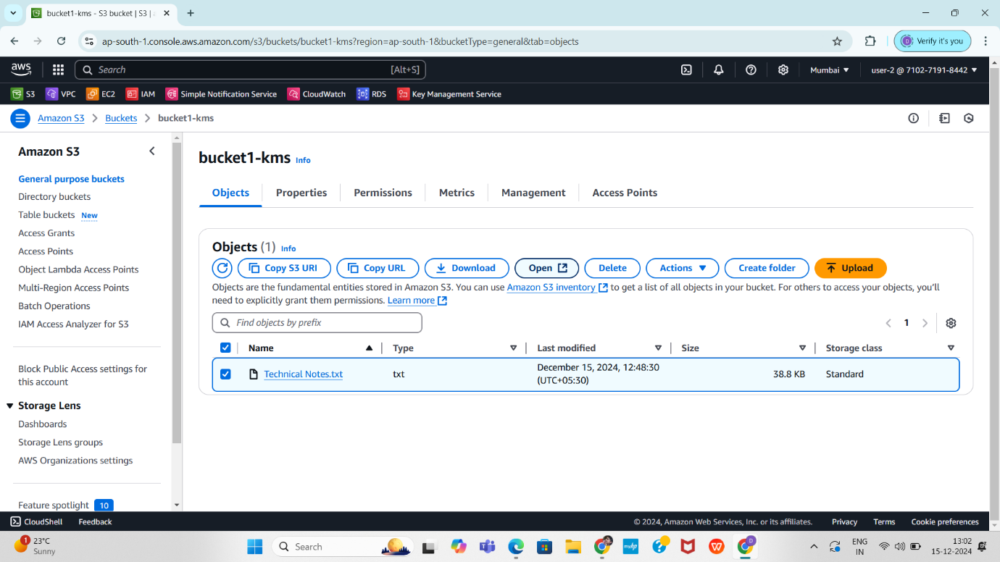 bucket1-kms - S3 bucket | S3 |
ap-south-1.console.aws.amazon.com/s3/buckets/bucket1-kms?region=ap-south-1&bucketType=general&tab=objects
D
Verify it's you
aws
Search
[Alt+S]
Mumbai
user-2 @ 7102-7191-8442
S3
VPC
EC2
IAM
Simple Notification Service
CloudWatch
RDS
Key Management Service
Amazon S3
Buckets
bucket1-kms
Amazon S3
General purpose buckets
Directory buckets
Table buckets New
Access Grants
Access Points
Object Lambda Access Points
Multi-Region Access Points
Batch Operations
IAM Access Analyzer for S3
Block Public Access settings for
this account
Storage Lens
Dashboards
Storage Lens groups
AWS Organizations settings
Feature spotlight 10
bucket1-kms Info
Objects
Properties
Permissions
Metrics
Management
Access Points
Objects (1) Info
Copy S3 URI
Copy URL
Download
Open
Delete
Actions
Create folder
Upload
Objects are the fundamental entities stored in Amazon S3. You can use Amazon S3 inventory to get a list of all objects in your bucket. For others to access your objects, you'll
need to explicitly grant them permissions. Learn more
Find objects by prefix
1
Name
Type
Last modified
Size
Storage class
Technical Notes.txt
txt
December 15, 2024, 12:48:30
(UTC+05:30)
38.8 KB
Standard
CloudShell
Feedback
© 2024, Amazon Web Services, Inc. or its affiliates.
Privacy
Terms
Cookie preferences
1
23°C
Sunny
Search
myhp
D
ENG
IN
13:02
15-12-2024